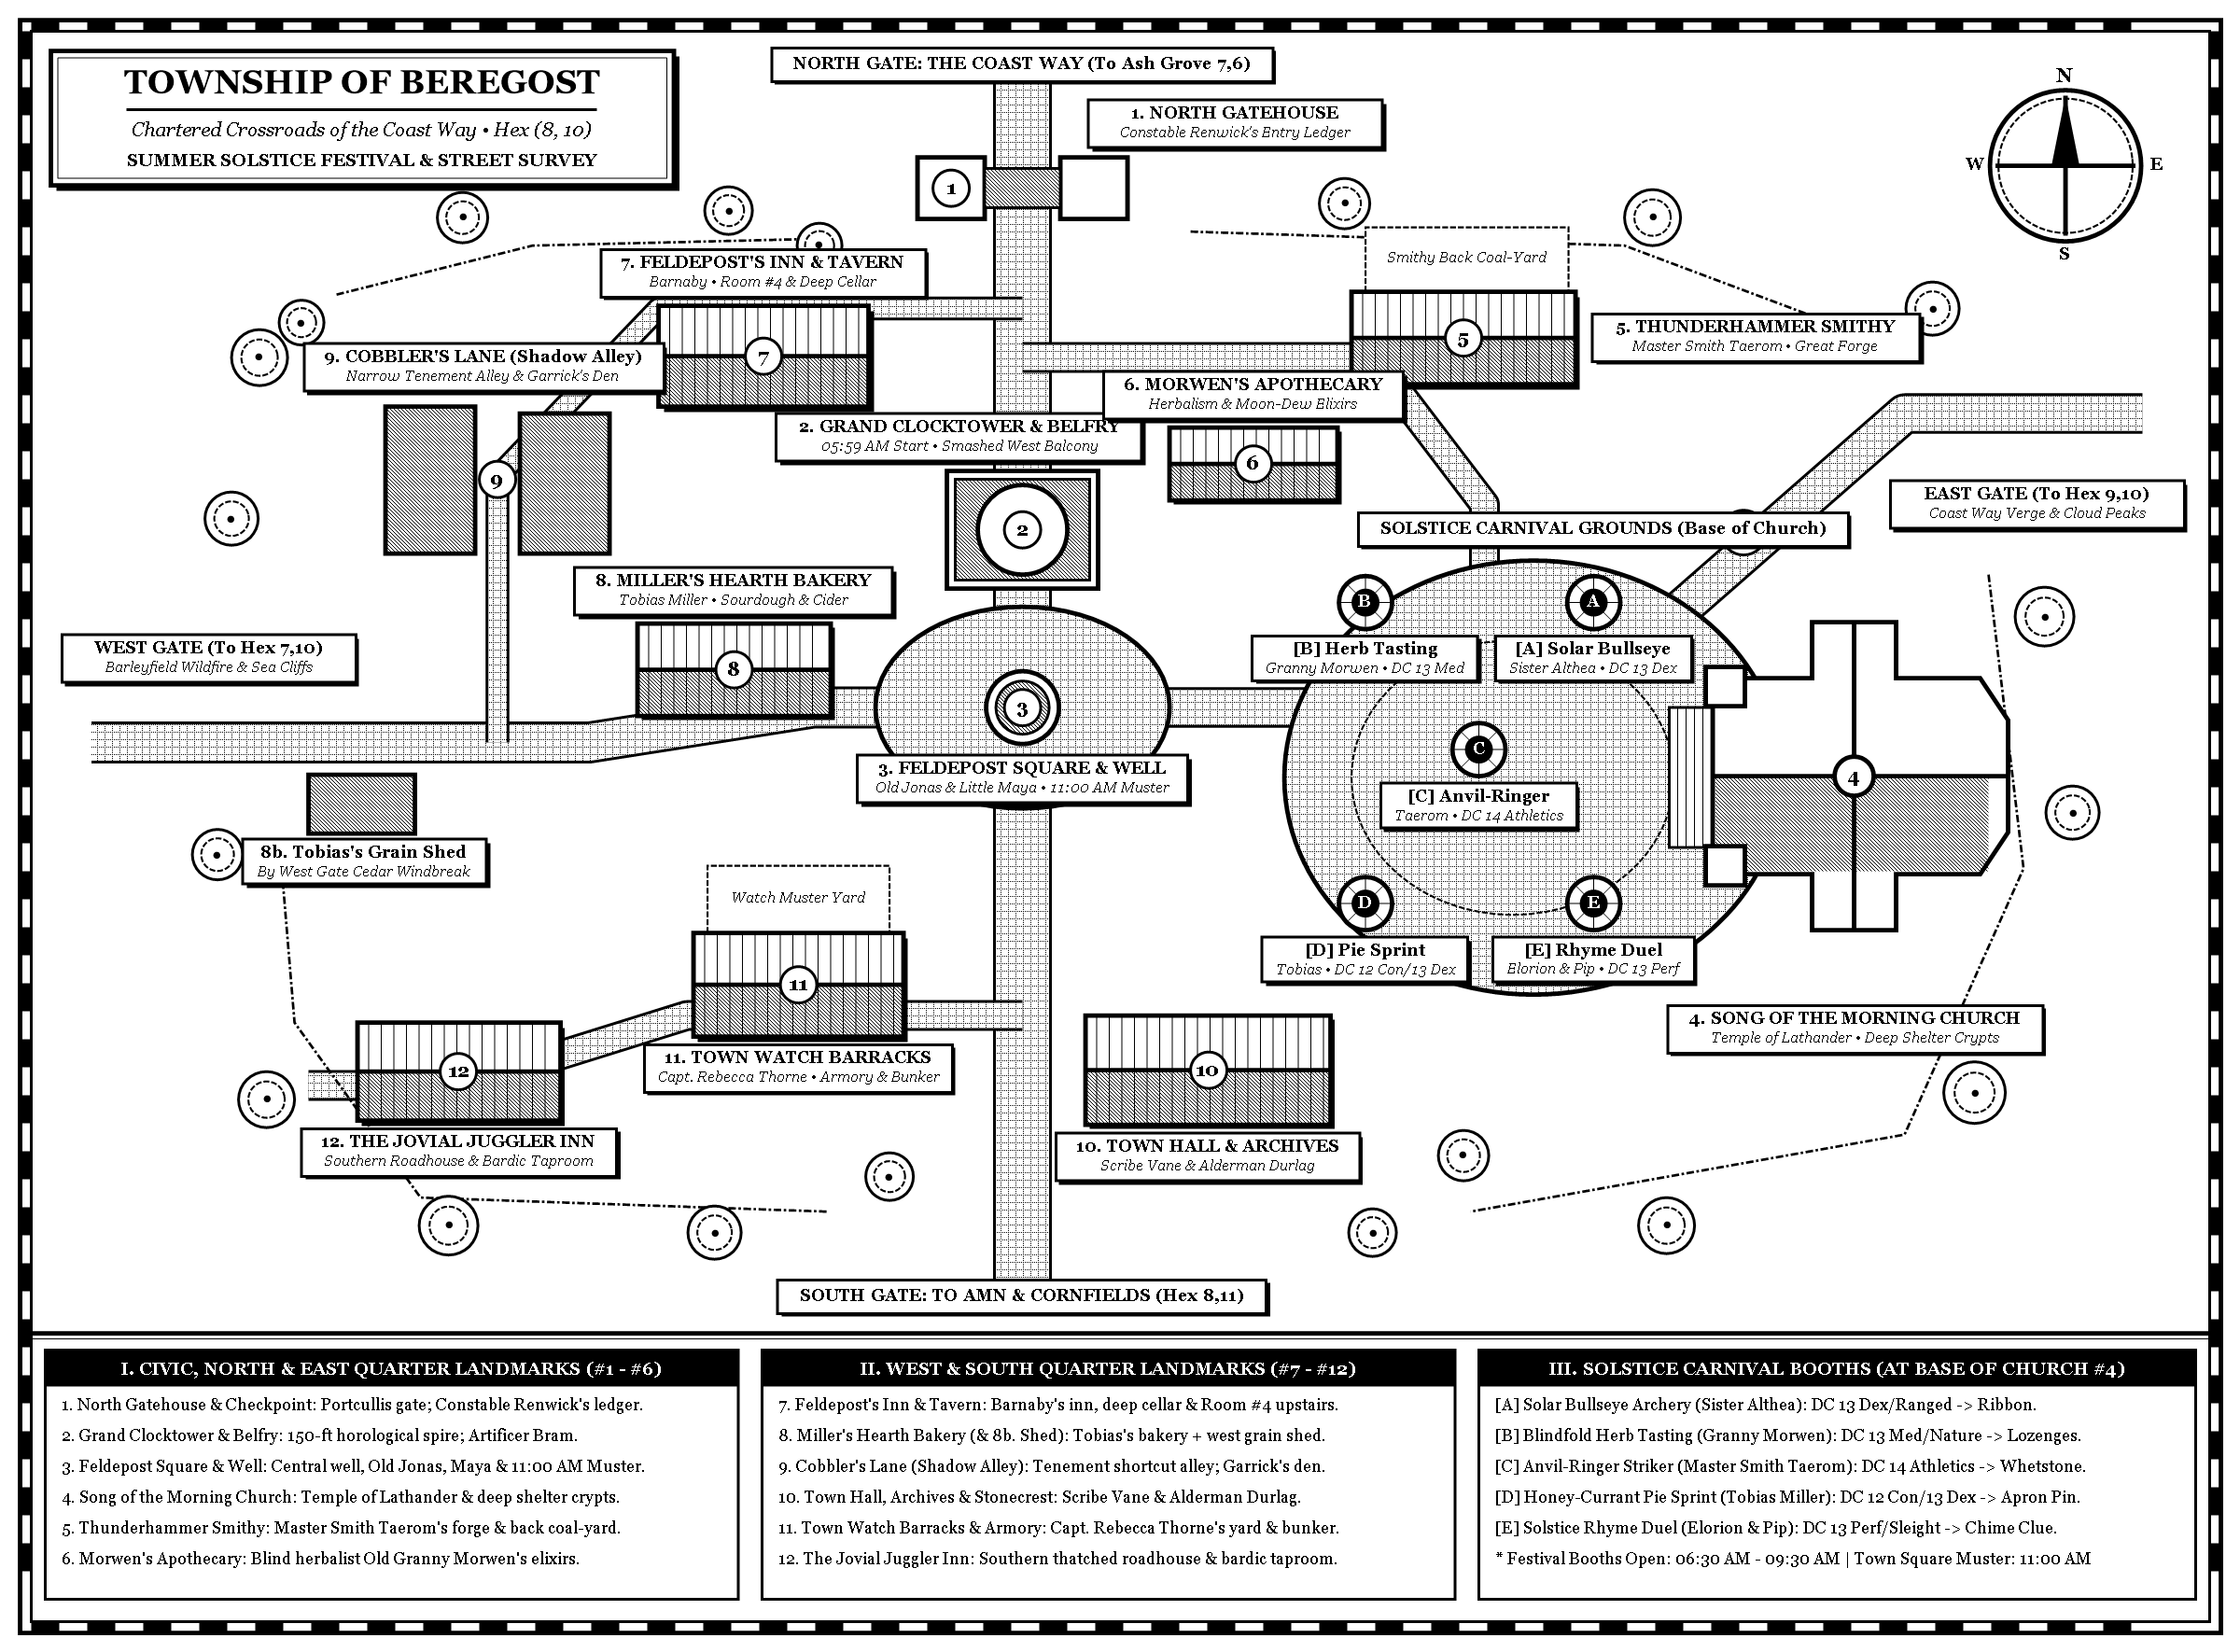 TOWNSHIP OF BEREGOST
Chartered Crossroads of the Coast Way • Hex (8, 10)
SUMMER SOLSTICE FESTIVAL & STREET SURVEY
NORTH GATE: THE COAST WAY (To Ash Grove 7,6)
1. NORTH GATEHOUSE
Constable Renwick's Entry Ledger
N
W
E
S
1
7. FELDEPOST'S INN & TAVERN
Barnaby • Room #4 & Deep Cellar
7
Smithy Back Coal-Yard
5
5. THUNDERHAMMER SMITHY
Master Smith Taerom • Great Forge
9. COBBLER'S LANE (Shadow Alley)
Narrow Tenement Alley & Garrick's Den
9
6. MORWEN'S APOTHECARY
Herbalism & Moon-Dew Elixirs
6
2. GRAND CLOCKTOWER & BELFRY
05:59 AM Start • Smashed West Balcony
2
EAST GATE (To Hex 9,10)
Coast Way Verge & Cloud Peaks
SOLSTICE CARNIVAL GROUNDS (Base of Church)
8. MILLER'S HEARTH BAKERY
Tobias Miller • Sourdough & Cider
8
WEST GATE (To Hex 7,10)
Barleyfield Wildfire & Sea Cliffs
B
[B] Herb Tasting
Granny Morwen • DC 13 Med
A
[A] Solar Bullseye
Sister Althea • DC 13 Dex
3
3. FELDEPOST SQUARE & WELL
Old Jonas & Little Maya • 11:00 AM Muster
C
[C] Anvil-Ringer
Taerom • DC 14 Athletics
4
8b. Tobias's Grain Shed
By West Gate Cedar Windbreak
D
[D] Pie Sprint
Tobias • DC 12 Con/13 Dex
E
[E] Rhyme Duel
Elorion & Pip • DC 13 Perf
Watch Muster Yard
11
11. TOWN WATCH BARRACKS
Capt. Rebecca Thorne • Armory & Bunker
4. SONG OF THE MORNING CHURCH
Temple of Lathander • Deep Shelter Crypts
12
12. THE JOVIAL JUGGLER INN
Southern Roadhouse & Bardic Taproom
10
10. TOWN HALL & ARCHIVES
Scribe Vane & Alderman Durlag
SOUTH GATE: TO AMN & CORNFIELDS (Hex 8,11)
I. CIVIC, NORTH & EAST QUARTER LANDMARKS (#1 - #6)
1. North Gatehouse & Checkpoint: Portcullis gate; Constable Renwick's ledger.
2. Grand Clocktower & Belfry: 150-ft horological spire; Artificer Bram.
3. Feldepost Square & Well: Central well, Old Jonas, Maya & 11:00 AM Muster.
4. Song of the Morning Church: Temple of Lathander & deep shelter crypts.
5. Thunderhammer Smithy: Master Smith Taerom's forge & back coal-yard.
6. Morwen's Apothecary: Blind herbalist Old Granny Morwen's elixirs.
II. WEST & SOUTH QUARTER LANDMARKS (#7 - #12)
7. Feldepost's Inn & Tavern: Barnaby's inn, deep cellar & Room #4 upstairs.
8. Miller's Hearth Bakery (& 8b. Shed): Tobias's bakery + west grain shed.
9. Cobbler's Lane (Shadow Alley): Tenement shortcut alley; Garrick's den.
10. Town Hall, Archives & Stonecrest: Scribe Vane & Alderman Durlag.
11. Town Watch Barracks & Armory: Capt. Rebecca Thorne's yard & bunker.
12. The Jovial Juggler Inn: Southern thatched roadhouse & bardic taproom.
III. SOLSTICE CARNIVAL BOOTHS (AT BASE OF CHURCH #4)
[A] Solar Bullseye Archery (Sister Althea): DC 13 Dex/Ranged -> Ribbon.
[B] Blindfold Herb Tasting (Granny Morwen): DC 13 Med/Nature -> Lozenges.
[C] Anvil-Ringer Striker (Master Smith Taerom): DC 14 Athletics -> Whetstone.
[D] Honey-Currant Pie Sprint (Tobias Miller): DC 12 Con/13 Dex -> Apron Pin.
[E] Solstice Rhyme Duel (Elorion & Pip): DC 13 Perf/Sleight -> Chime Clue.
* Festival Booths Open: 06:30 AM - 09:30 AM | Town Square Muster: 11:00 AM